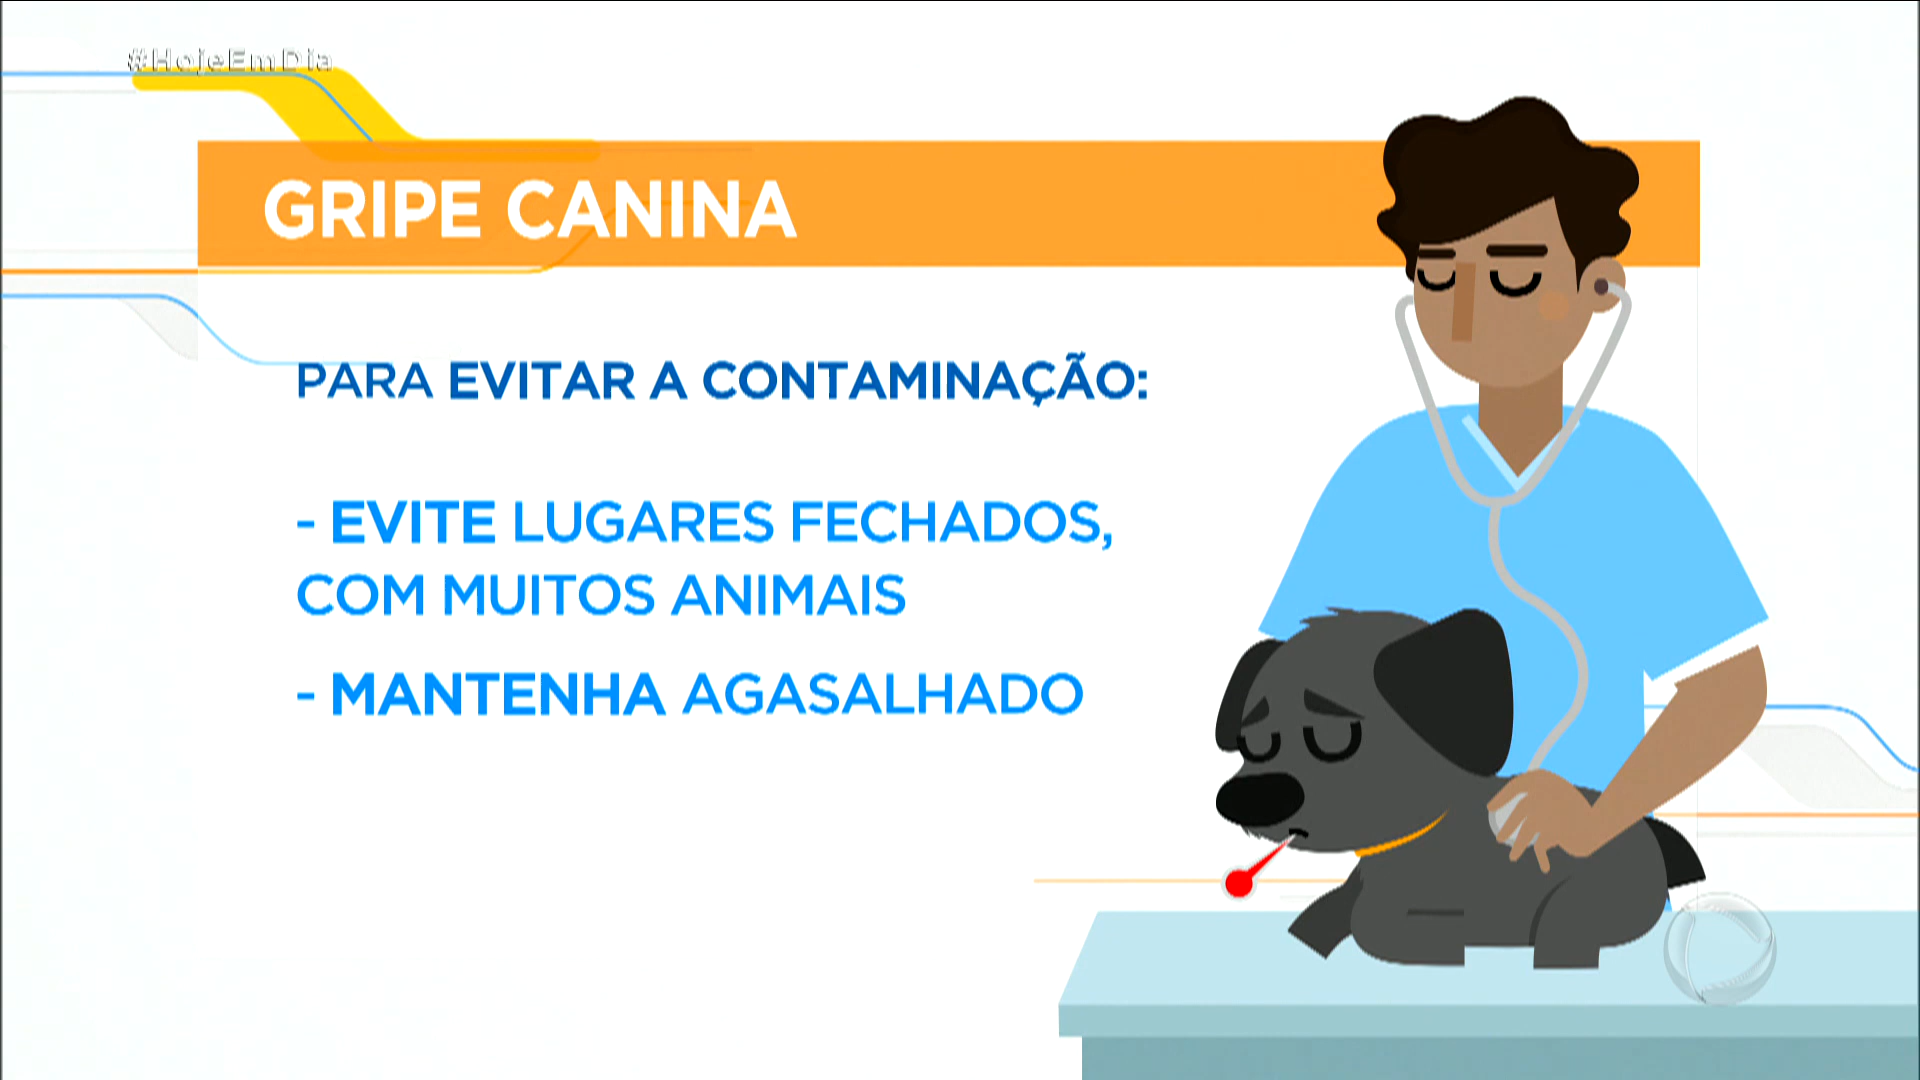 #HojeEmDia
GRIPE CANINA
PARA EVITAR A CONTAMINAÇÃO:
- EVITE LUGARES FECHADOS,
COM MUITOS ANIMAIS
- MANTENHA AGASALHADO